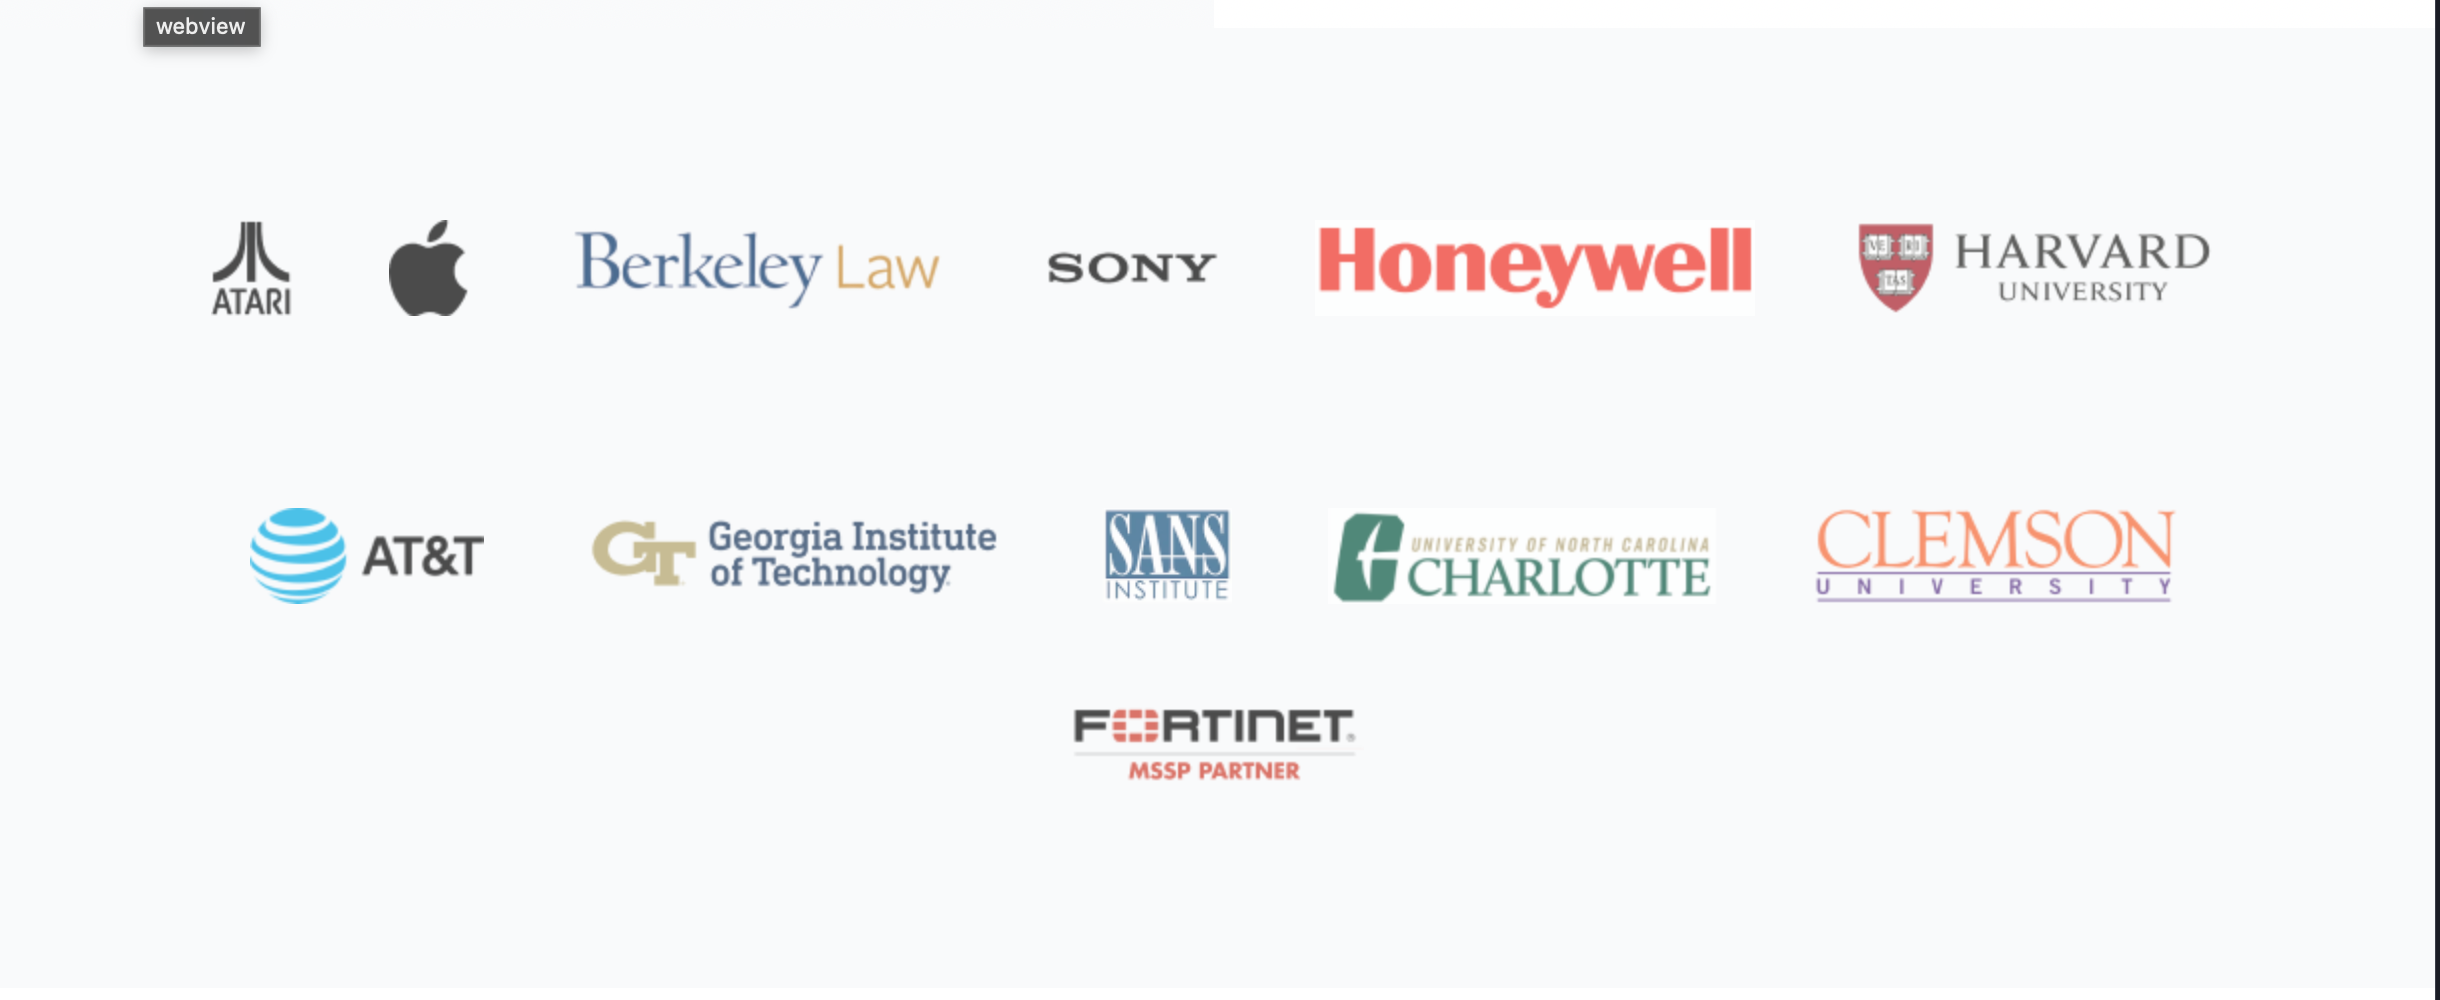 webview
ATARI
Berkeley Law
SONY
Honeywell
VE RI
TAS
HARVARD
UNIVERSITY
AT&T
GT
Georgia Institute
of Technology
SANS
INSTITUTE
UNIVERSITY OF NORTH CAROLINA
CHARLOTTE
CLEMSON
UNIVERSITY
FORTINET®
MSSP PARTNER